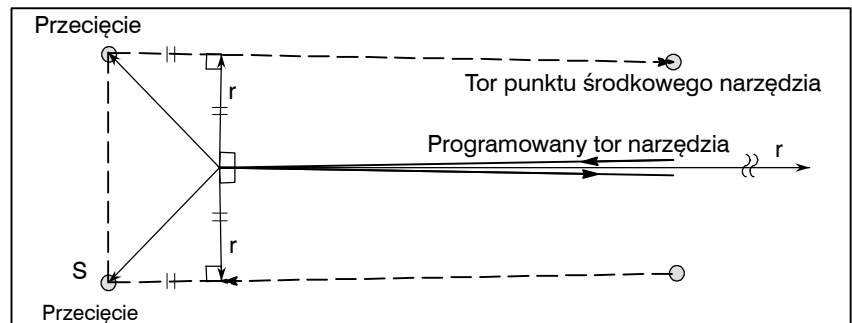 Przecięcie
r
Tor punktu środkowego narzędzia
Programowany tor narzędzia
r
r
S
Przecięcie